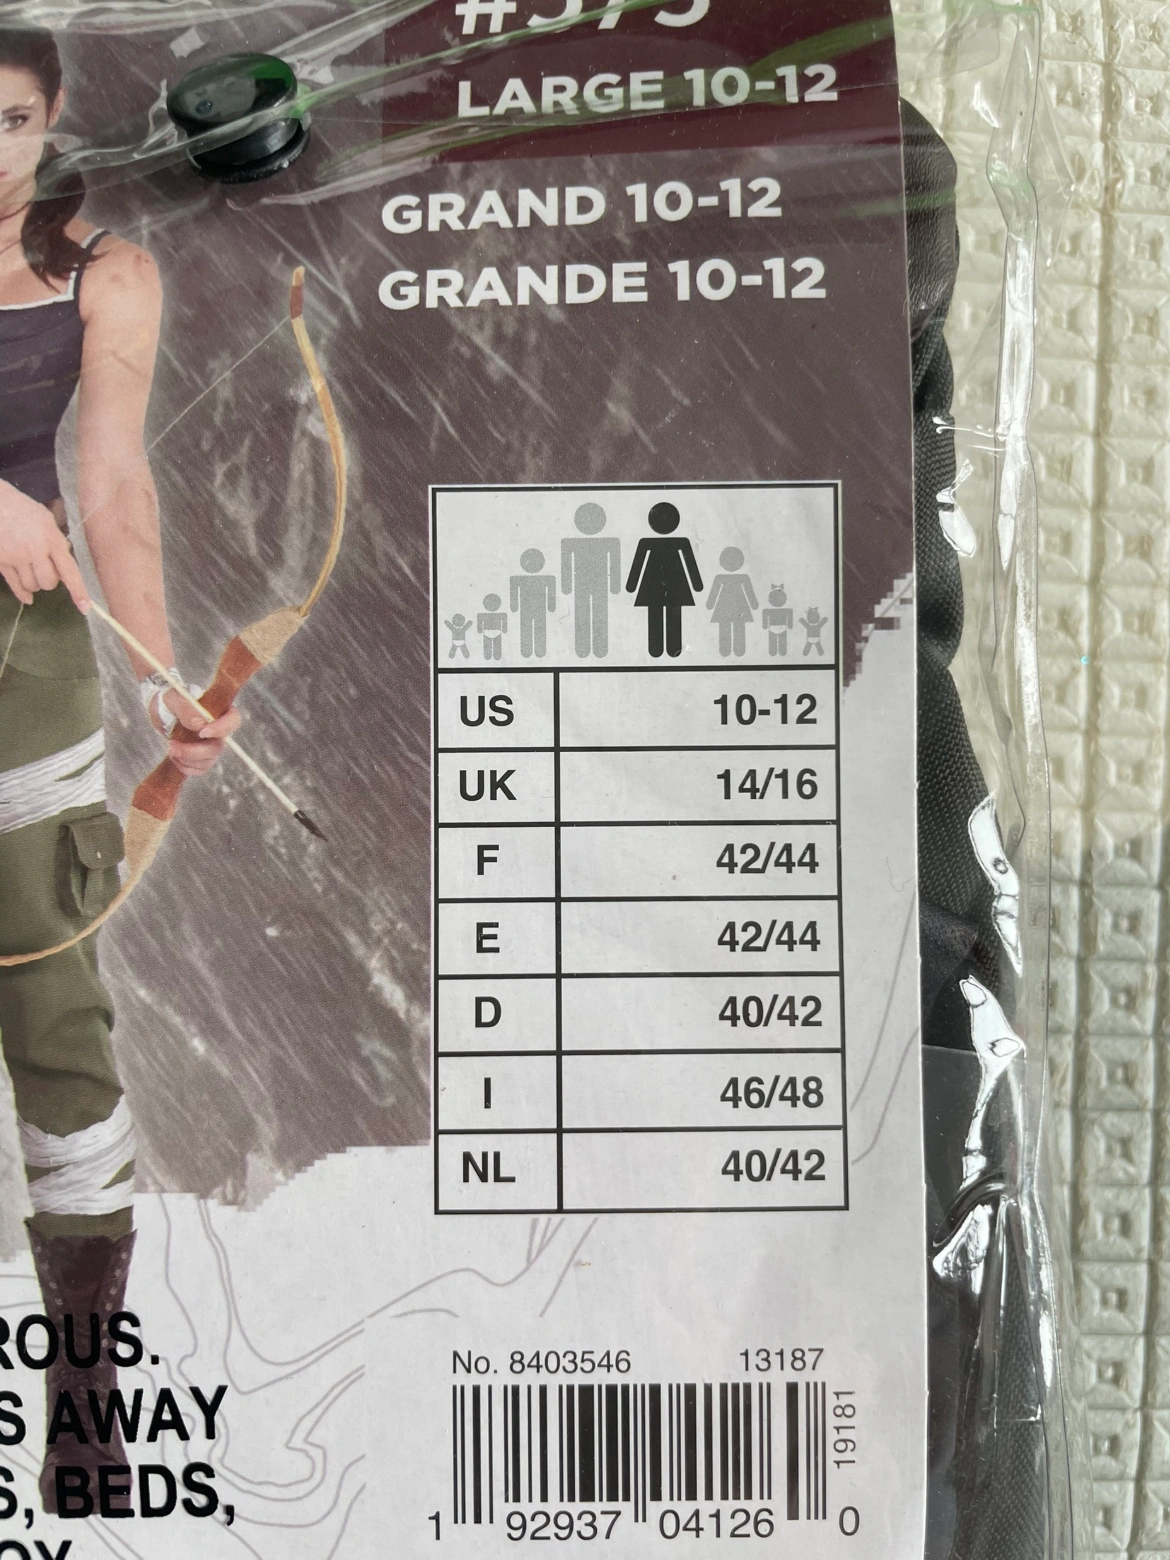 LARGE 10-12
GRAND 10-12
GRANDE 10-12
US 10-12
UK 14/16
F 42/44
E 42/44
D 40/42
I 46/48
NL 40/42
ROUS.
S AWAY
S, BEDS,
No. 8403546 13187
19181
1 92937 04126 0